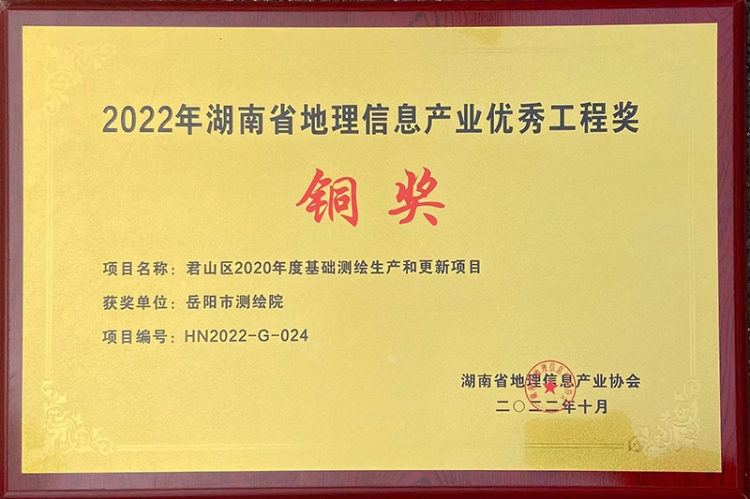 2022年湖南省地理信息产业优秀工程奖
铜奖
项目名称：君山区2020年度基础测绘生产和更新项目
获奖单位：岳阳市测绘院
项目编号：HN2022-G-024
湖南省地理信息产业协会
二〇二二年十月